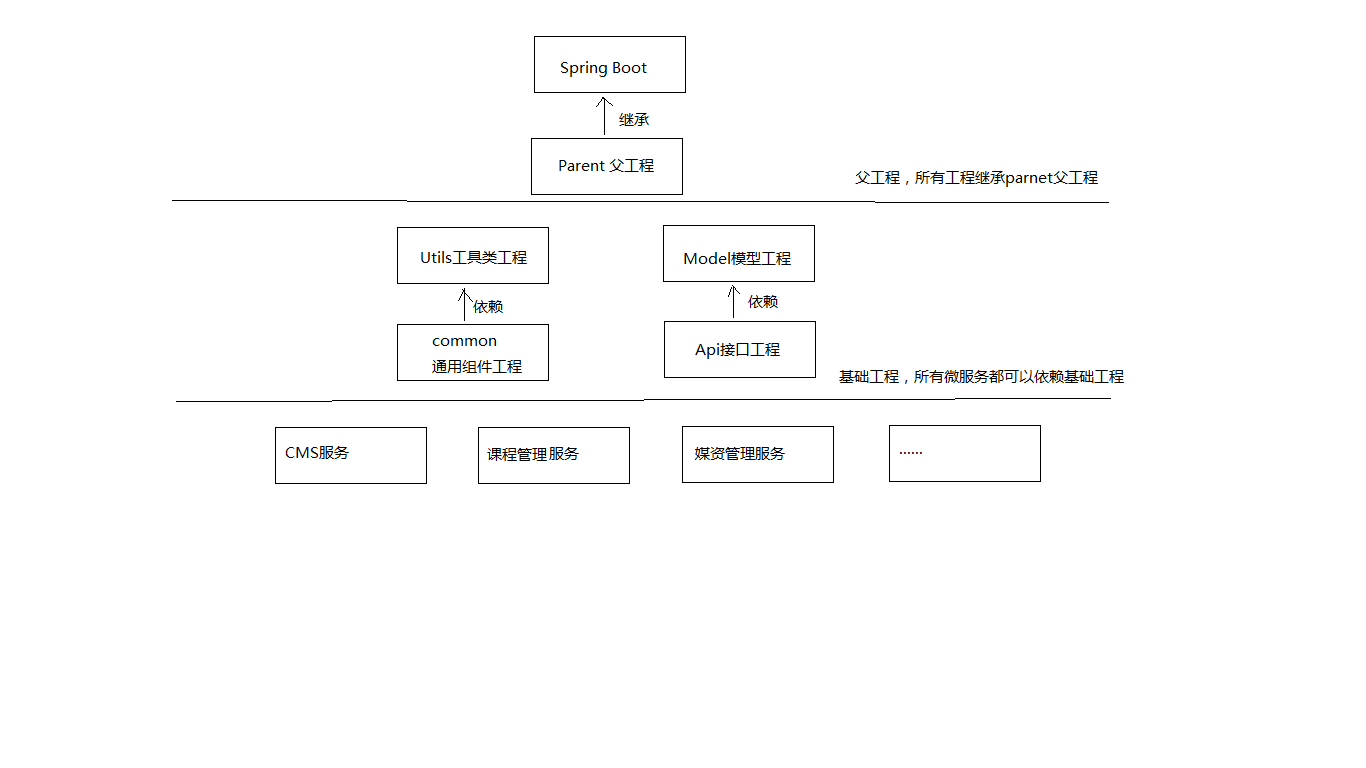 Spring Boot
继承
Parent 父工程
父工程，所有工程继承parnet父工程
Utils工具类工程
Model模型工程
依赖
依赖
common
通用组件工程
Api接口工程
基础工程，所有微服务都可以依赖基础工程
CMS服务
课程管理服务
媒资管理服务
······